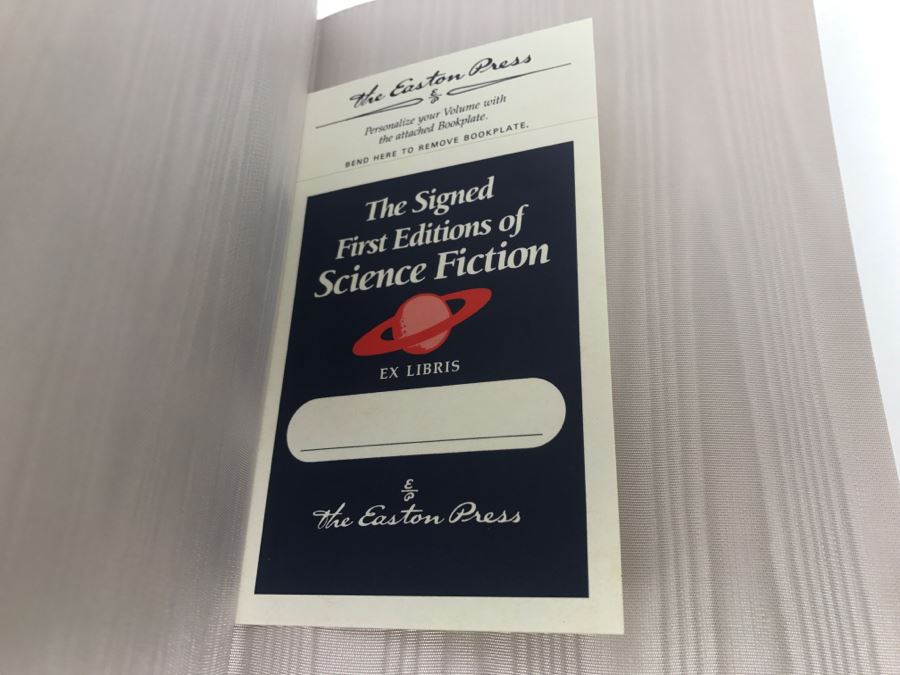 the Easton Press
E
P
Personalize your Volume with
the attached Bookplate.
BEND HERE TO REMOVE BOOKPLATE.
The Signed
First Editions of
Science Fiction
EX LIBRIS
E
P
the Easton Press